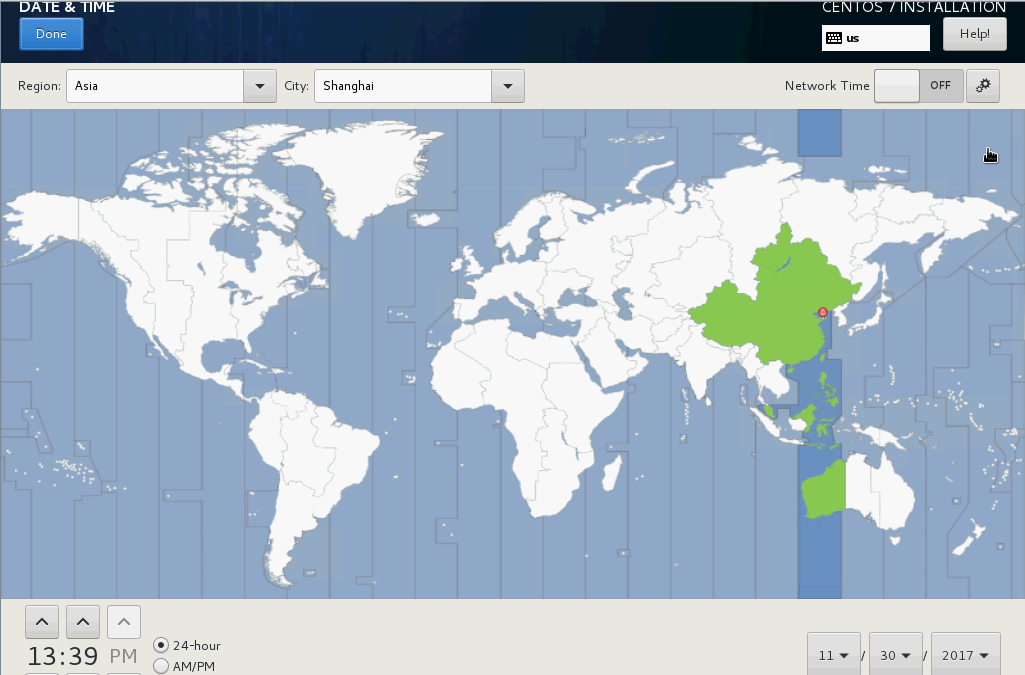 DATE & TIME
CENTOS 7 INSTALLATION
Done
us
Help!
Region:
Asia
City:
Shanghai
Network Time
OFF
13:39 PM
24-hour
AM/PM
11 / 30 / 2017